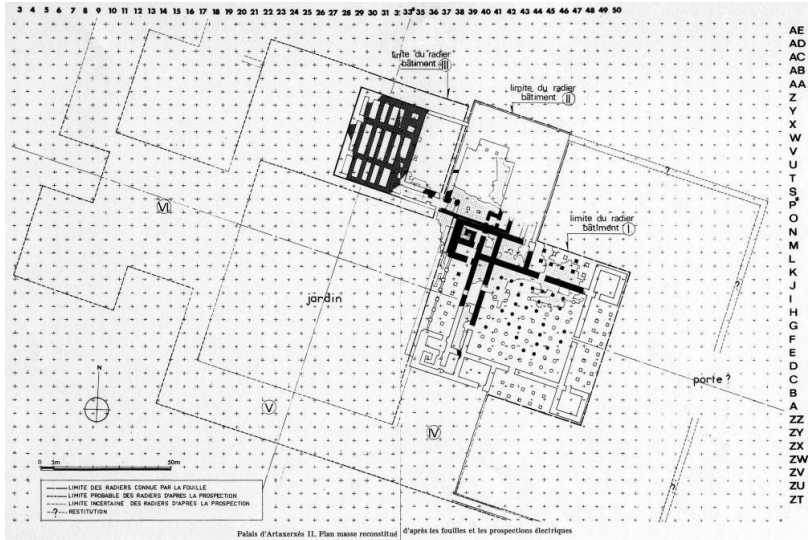 3 4 5 6 7 8 9 10 11 12 13 14 15 16 17 18 19 20 21 22 23 24 25 26 27 28 29 30 31 3: 33ᴮ 35 36 37 38 39 40 41 42 43 44 45 46 47 48 49 50
AE
AD
AC
AB
AA
Z
Y
X
W
V
U
T
S
P
O
N
M
L
K
J
I
H
G
F
E
D
C
B
A
ZZ
ZY
ZX
ZW
ZV
ZU
ZT
limite du radier
bâtiment III
limite du radier
bâtiment II
limite du radier
bâtiment I
VI
jardin
porte ?
V
IV
N
0 5m 50m
LIMITE DES RADIERS CONNUE PAR LA FOUILLE
LIMITE PROBABLE DES RADIERS D'APRES LA PROSPECTION
LIMITE INCERTAINE DES RADIERS D'APRES LA PROSPECTION
--?-- RESTITUTION
Palais d'Artaxerxès II. Plan masse reconstitué d'après les fouilles et les prospections électriques